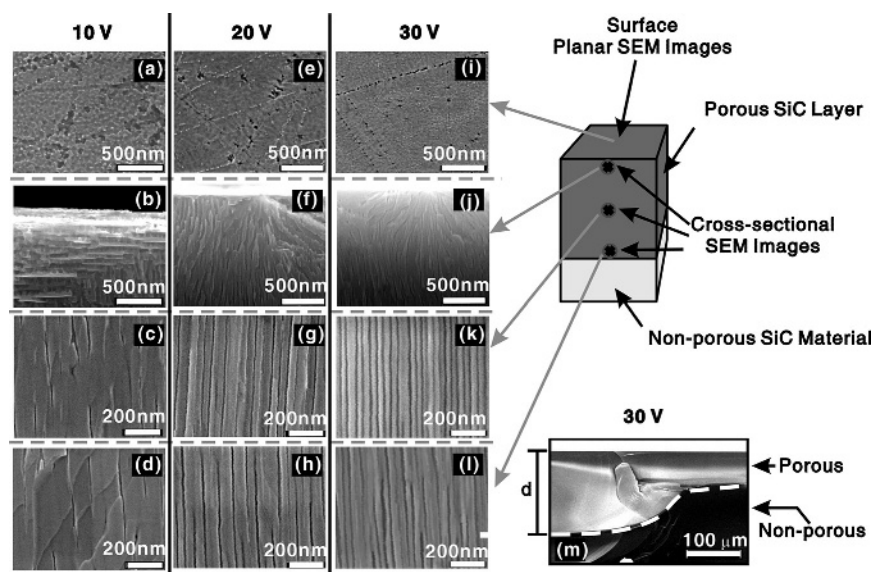 10 V
20 V
30 V
Surface
Planar SEM Images
(a)
(e)
(i)
500nm
500nm
500nm
Porous SiC Layer
(b)
(f)
(j)
500nm
500nm
500nm
Cross-sectional
SEM Images
(c)
(g)
(k)
200nm
200nm
200nm
Non-porous SiC Material
(d)
(h)
(l)
200nm
200nm
200nm
30 V
d
Porous
Non-porous
(m)
100 μm